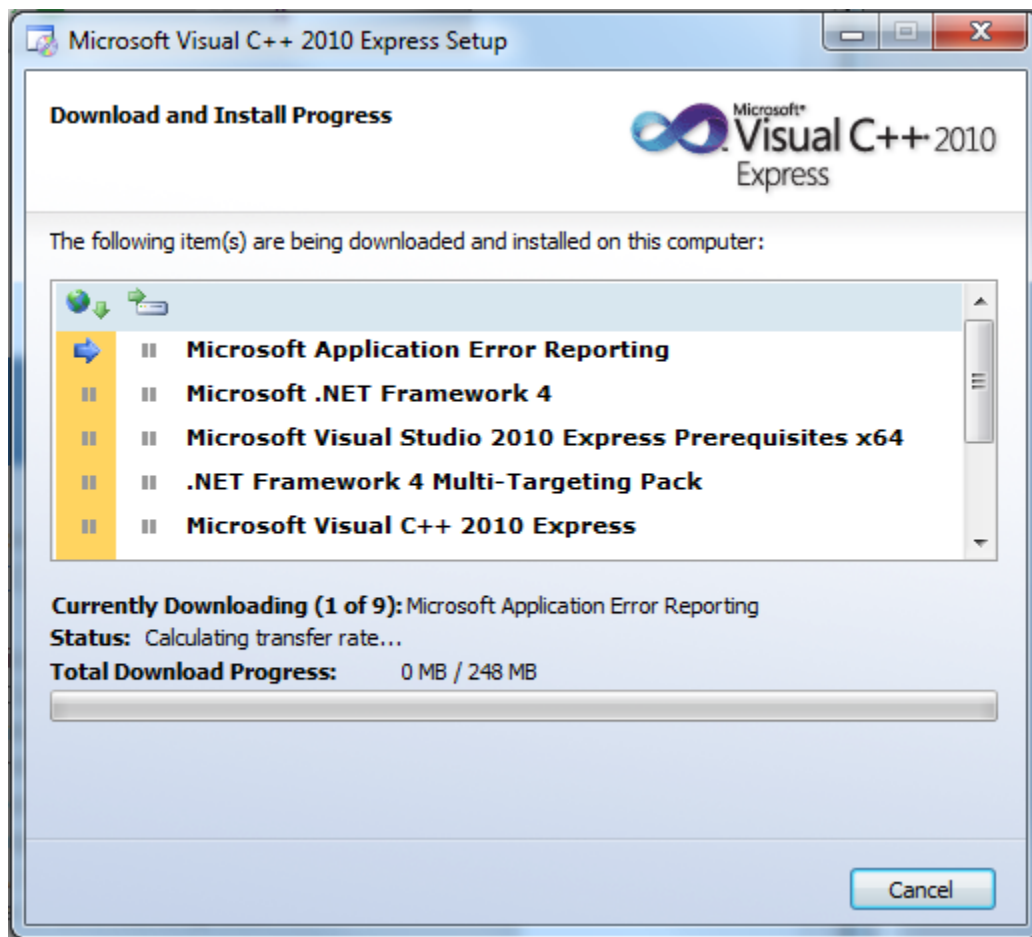 Microsoft Visual C++ 2010 Express Setup
Download and Install Progress
Microsoft®
Visual C++ 2010
Express
The following item(s) are being downloaded and installed on this computer:
Microsoft Application Error Reporting
Microsoft .NET Framework 4
Microsoft Visual Studio 2010 Express Prerequisites x64
.NET Framework 4 Multi-Targeting Pack
Microsoft Visual C++ 2010 Express
Currently Downloading (1 of 9): Microsoft Application Error Reporting
Status: Calculating transfer rate...
Total Download Progress: 0 MB / 248 MB
Cancel